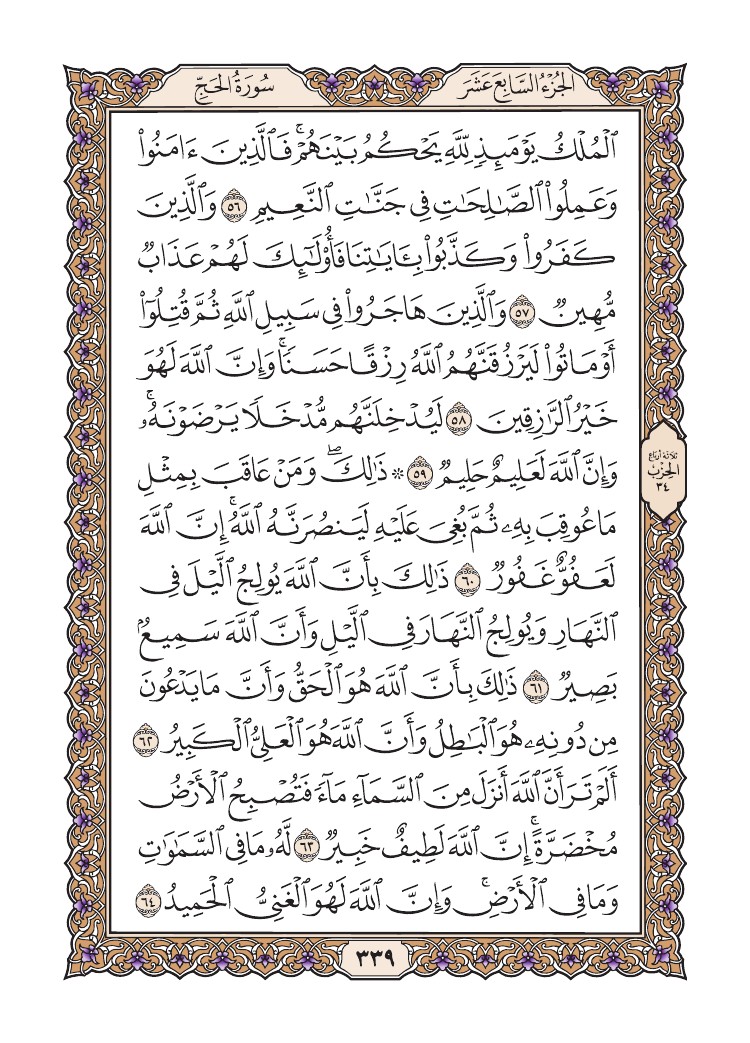 الجُزْءُ السَّابِعَ عَشَرَ
سُورَةُ الحَجِّ
ٱلْمُلْكُ يَوْمَئِذٍ لِّلَّهِ يَحْكُمُ بَيْنَهُمْۚ فَٱلَّذِينَ ءَامَنُوا۟
وَعَمِلُوا۟ ٱلصَّـٰلِحَـٰتِ فِى جَنَّـٰتِ ٱلنَّعِيمِ ٥٦ وَٱلَّذِينَ
كَفَرُوا۟ وَكَذَّبُوا۟ بِـَٔايَـٰتِنَا فَأُو۟لَـٰٓئِكَ لَهُمْ عَذَابٌ
مُّهِينٌ ٥٧ وَٱلَّذِينَ هَاجَرُوا۟ فِى سَبِيلِ ٱللَّهِ ثُمَّ قُتِلُوٓا۟
أَوْ مَاتُوا۟ لَيَرْزُقَنَّهُمُ ٱللَّهُ رِزْقًا حَسَنًاۚ وَإِنَّ ٱللَّهَ لَهُوَ
خَيْرُ ٱلرَّٰزِقِينَ ٥٨ لَيُدْخِلَنَّهُم مُّدْخَلًا يَرْضَوْنَهُۥۚ
وَإِنَّ ٱللَّهَ لَعَلِيمٌ حَلِيمٌ ٥٩ * ذَٰلِكَۖ وَمَنْ عَاقَبَ بِمِثْلِ
مَا عُوقِبَ بِهِۦ ثُمَّ بُغِىَ عَلَيْهِ لَيَنصُرَنَّهُ ٱللَّهُۚ إِنَّ ٱللَّهَ
لَعَفُوٌّ غَفُورٌ ٦٠ ذَٰلِكَ بِأَنَّ ٱللَّهَ يُولِجُ ٱلَّيْلَ فِى
ٱلنَّهَارِ وَيُولِجُ ٱلنَّهَارَ فِى ٱلَّيْلِ وَأَنَّ ٱللَّهَ سَمِيعٌۢ
بَصِيرٌ ٦١ ذَٰلِكَ بِأَنَّ ٱللَّهَ هُوَ ٱلْحَقُّ وَأَنَّ مَا يَدْعُونَ
مِن دُونِهِۦ هُوَ ٱلْبَـٰطِلُ وَأَنَّ ٱللَّهَ هُوَ ٱلْعَلِىُّ ٱلْكَبِيرُ ٦٢
أَلَمْ تَرَ أَنَّ ٱللَّهَ أَنزَلَ مِنَ ٱلسَّمَآءِ مَآءً فَتُصْبِحُ ٱلْأَرْضُ
مُخْضَرَّةًۚ إِنَّ ٱللَّهَ لَطِيفٌ خَبِيرٌ ٦٣ لَّهُۥ مَا فِى ٱلسَّمَـٰوَٰتِ
وَمَا فِى ٱلْأَرْضِۚ وَإِنَّ ٱللَّهَ لَهُوَ ٱلْغَنِىُّ ٱلْحَمِيدُ ٦٤
ثلاثة أرباع
الحزب
٣٤
٣٣٩